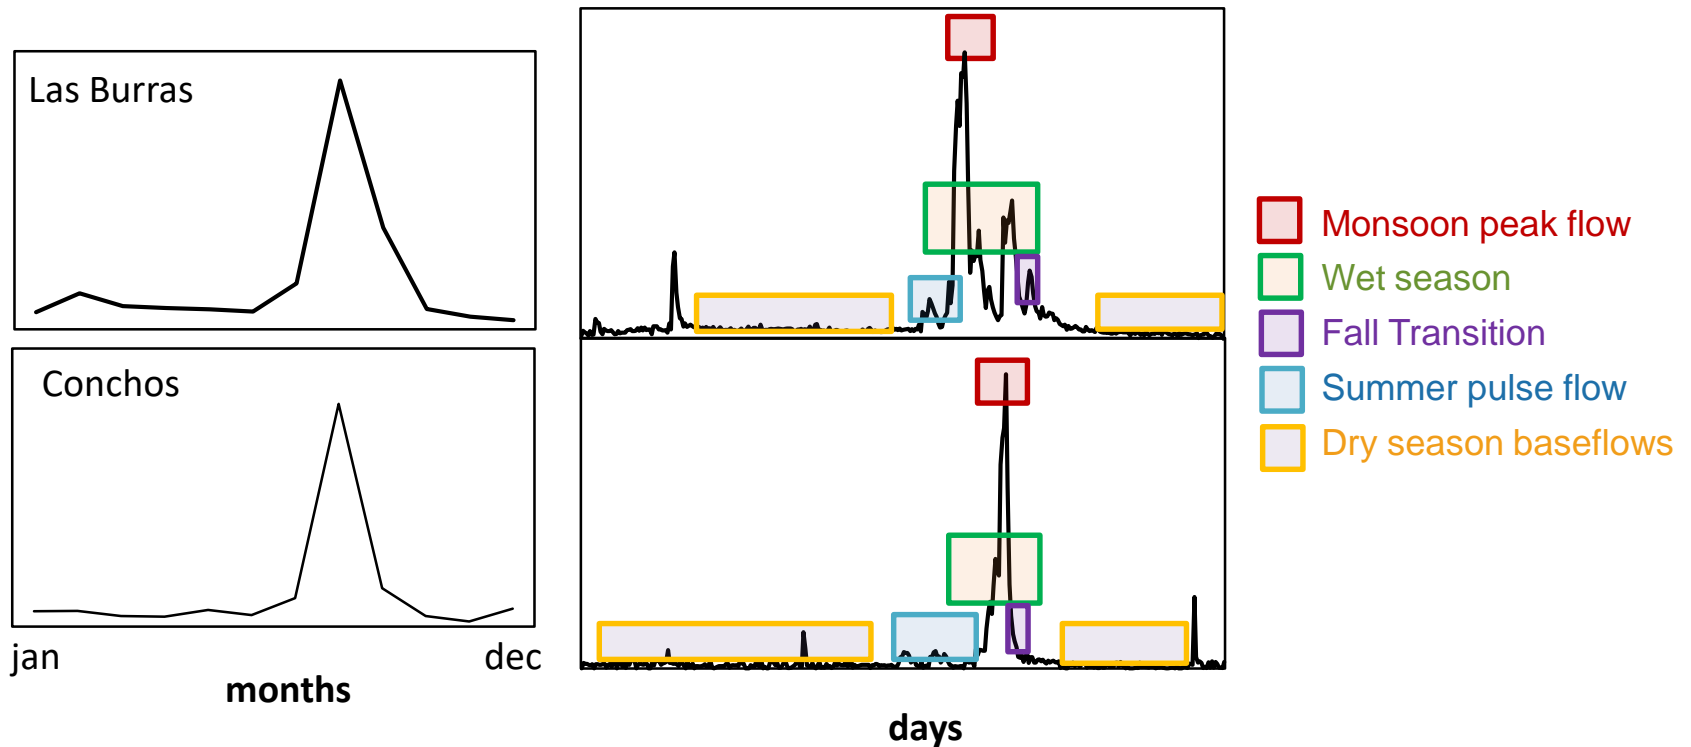 Las Burras
Conchos
jan
dec
months
days
Monsoon peak flow
Wet season
Fall Transition
Summer pulse flow
Dry season baseflows